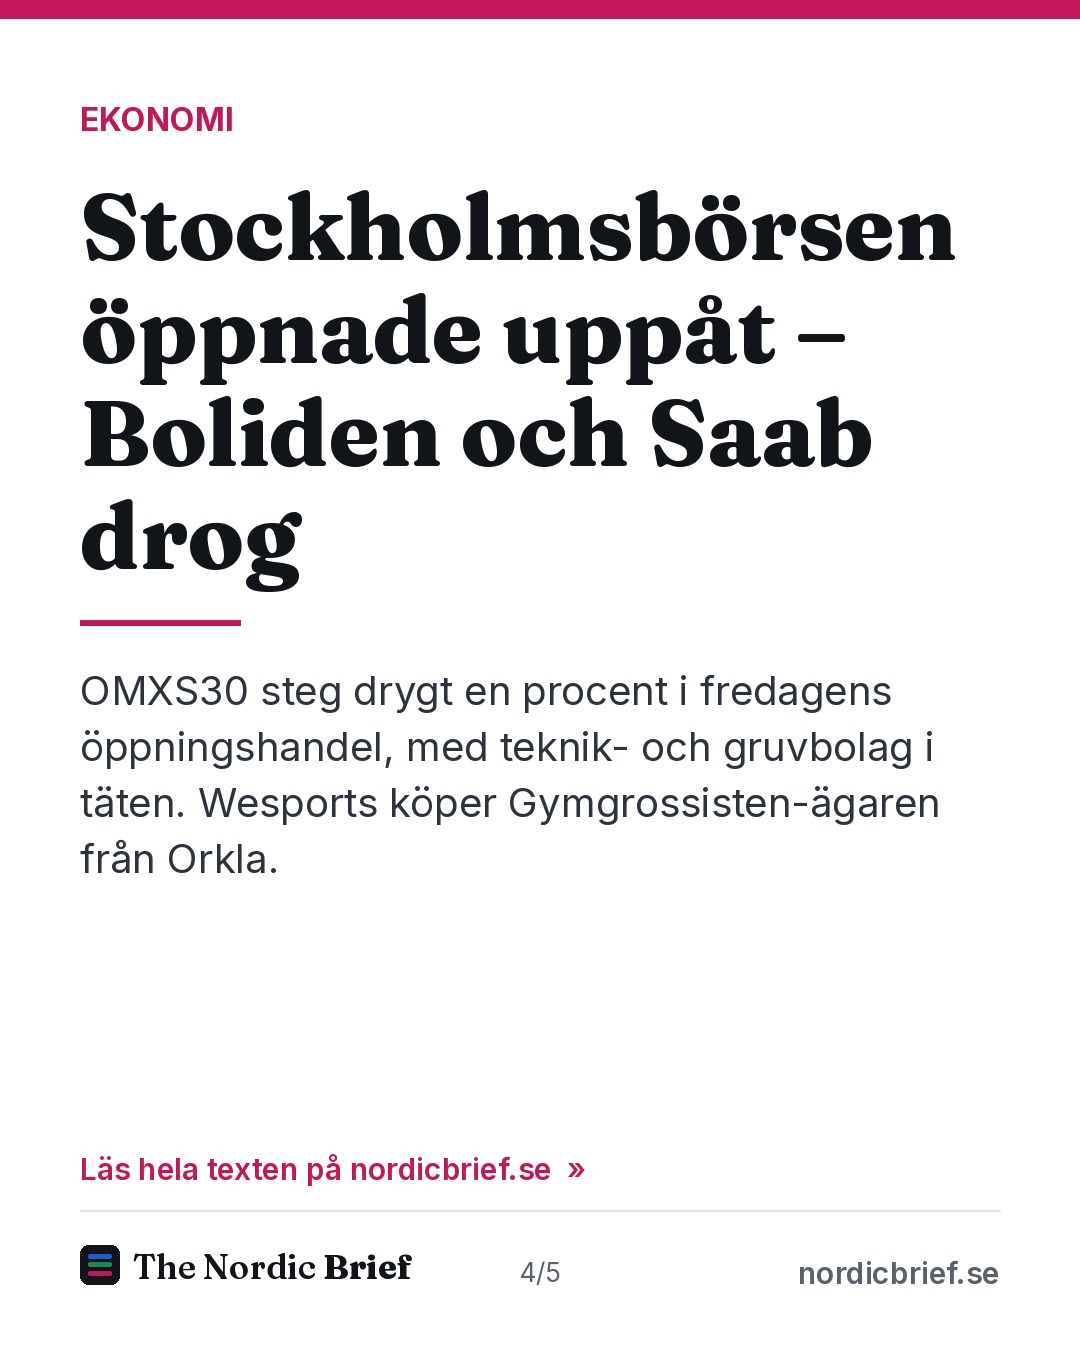 EKONOMI
Stockholmsbörsen
öppnade uppåt –
Boliden och Saab
drog
OMXS30 steg drygt en procent i fredagens
öppningshandel, med teknik- och gruvbolag i
täten. Wesports köper Gymgrossisten-ägaren
från Orkla.
Läs hela texten på nordicbrief.se »
The Nordic Brief
4/5
nordicbrief.se